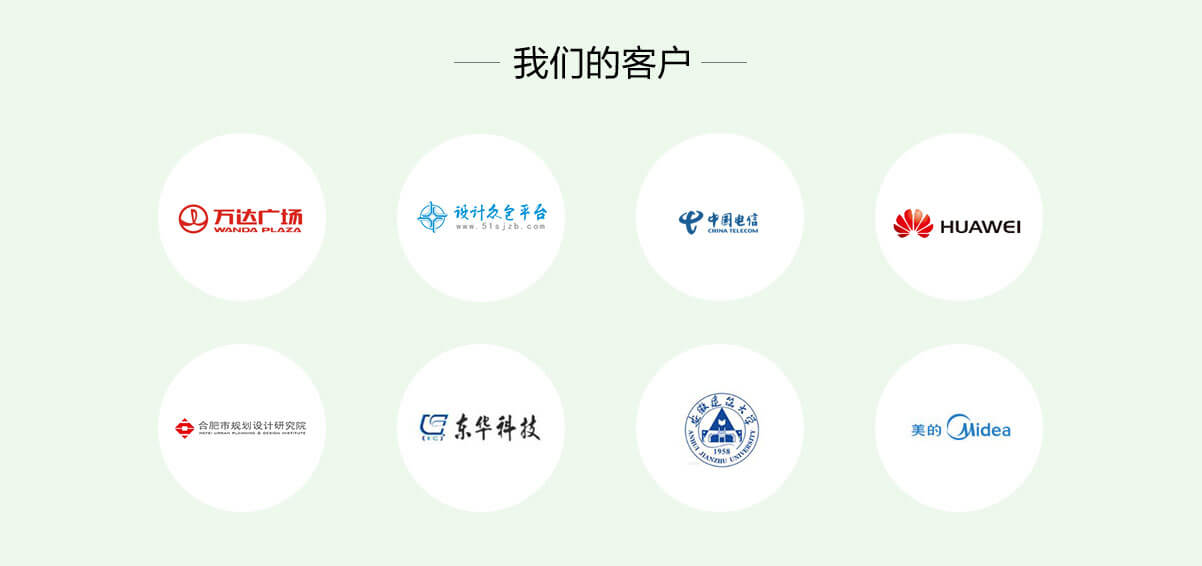 我们的客户
万达广场
WANDA PLAZA
设计众包平台
www.51sjzb.com
中国电信
CHINA TELECOM
HUAWEI
合肥市规划设计研究院
HEFEI URBAN PLANNING & DESIGN INSTITUTE
东华科技
安徽建筑大学
ANHUI JIANZHU UNIVERSITY
1958
美的 Midea